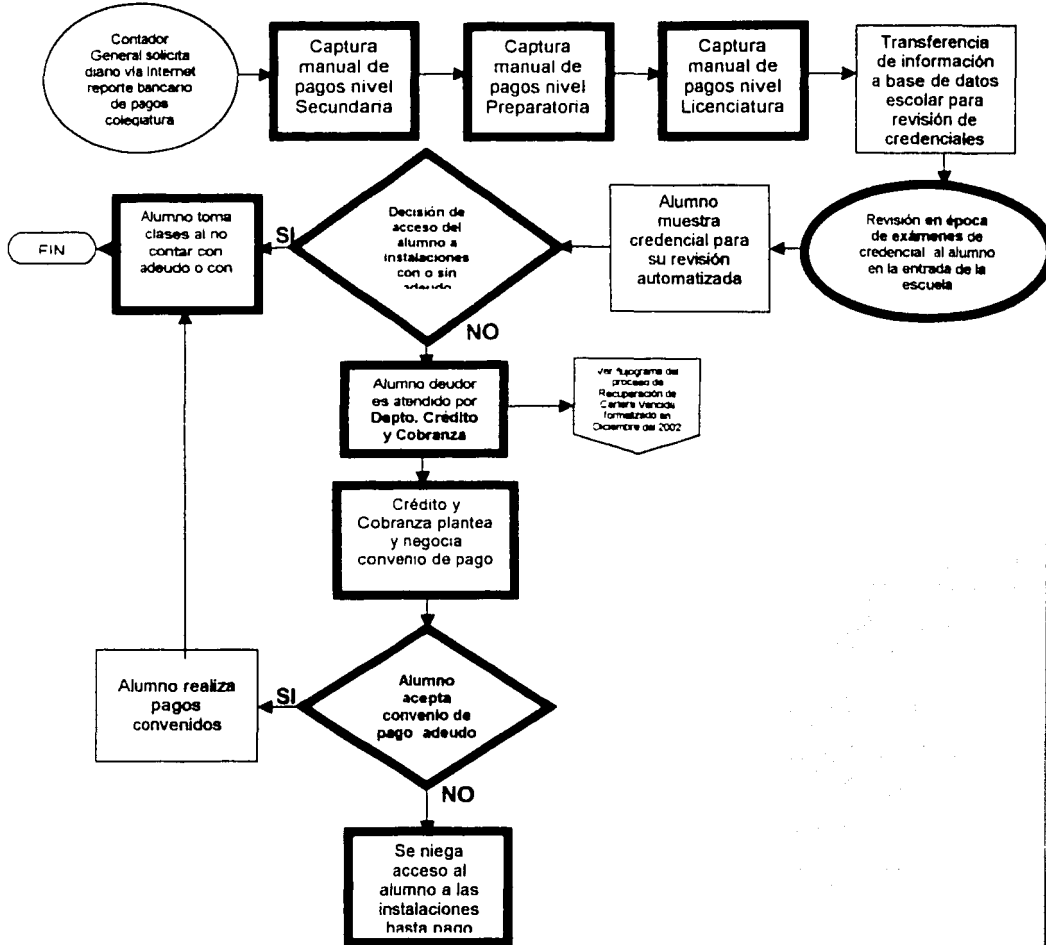 Contador
General solicita
diario vía Internet
reporte bancario
de pagos
colegiatura
Captura
manual de
pagos nivel
Secundaria
Captura
manual de
pagos nivel
Preparatoria
Captura
manual de
pagos nivel
Licenciatura
Transferencia
de información
a base de datos
escolar para
revisión de
credenciales
FIN
Alumno toma
clases al no
contar con
adeudo o con
SI
Decisión de
acceso del
alumno a
instalaciones
con o sin
adeudo
NO
Alumno
muestra
credencial para
su revisión
automatizada
Revisión en época
de exámenes de
credencial al alumno
en la entrada de la
escuela
Alumno deudor
es atendido por
Depto. Crédito
y Cobranza
Ver flujograma del
proceso de
Recuperación de
Cartera Vencida
formalizado en
Diciembre del 2002
Crédito y
Cobranza plantea
y negocia
convenio de pago
Alumno realiza
pagos
convenidos
SI
Alumno
acepta
convenio de
pago adeudo
NO
Se niega
acceso al
alumno a las
instalaciones
hasta pago